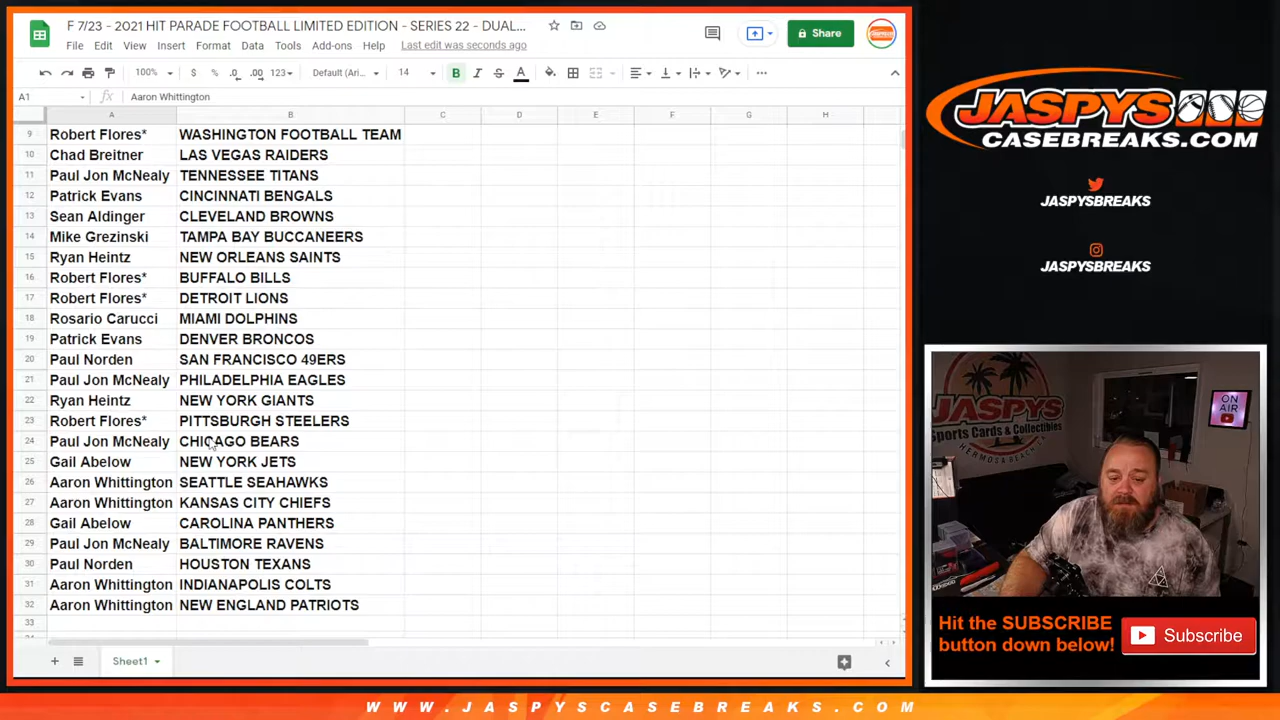 F 7/23 - 2021 HIT PARADE FOOTBALL LIMITED EDITION - SERIES 22 - DUAL...
File Edit View Insert Format Data Tools Add-ons Help Last edit was seconds ago
Share
100% $ % .0 .00 123 Default (Ari... 14 B I S A
A1 fx Aaron Whittington
A B C D E F G H
9 Robert Flores* WASHINGTON FOOTBALL TEAM
10 Chad Breitner LAS VEGAS RAIDERS
11 Paul Jon McNealy TENNESSEE TITANS
12 Patrick Evans CINCINNATI BENGALS
13 Sean Aldinger CLEVELAND BROWNS
14 Mike Grezinski TAMPA BAY BUCCANEERS
15 Ryan Heintz NEW ORLEANS SAINTS
16 Robert Flores* BUFFALO BILLS
17 Robert Flores* DETROIT LIONS
18 Rosario Carucci MIAMI DOLPHINS
19 Patrick Evans DENVER BRONCOS
20 Paul Norden SAN FRANCISCO 49ERS
21 Paul Jon McNealy PHILADELPHIA EAGLES
22 Ryan Heintz NEW YORK GIANTS
23 Robert Flores* PITTSBURGH STEELERS
24 Paul Jon McNealy CHICAGO BEARS
25 Gail Abelow NEW YORK JETS
26 Aaron Whittington SEATTLE SEAHAWKS
27 Aaron Whittington KANSAS CITY CHIEFS
28 Gail Abelow CAROLINA PANTHERS
29 Paul Jon McNealy BALTIMORE RAVENS
30 Paul Norden HOUSTON TEXANS
31 Aaron Whittington INDIANAPOLIS COLTS
32 Aaron Whittington NEW ENGLAND PATRIOTS
33
Sheet1
JASPYS
CASEBREAKS.COM
JASPYSBREAKS
JASPYSBREAKS
JASPYS
Sports Cards & Collectibles
HERMOSA BEACH
ON AIR
Hit the SUBSCRIBE
button down below!
Subscribe
WWW.JASPYSCASEBREAKS.COM